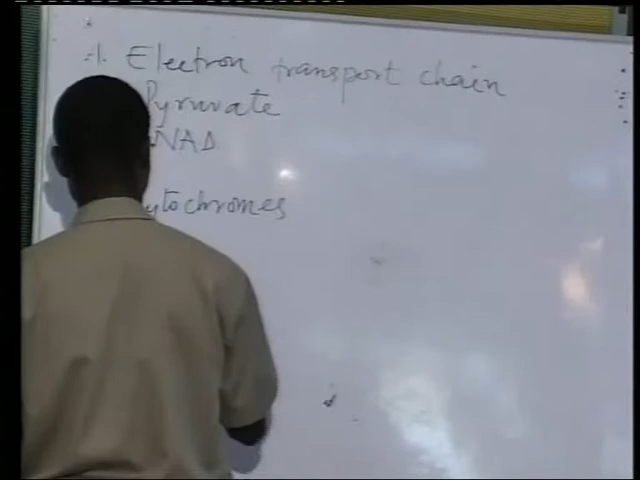 1. Electron transport chain
Pyruvate
NAD
ytochromes